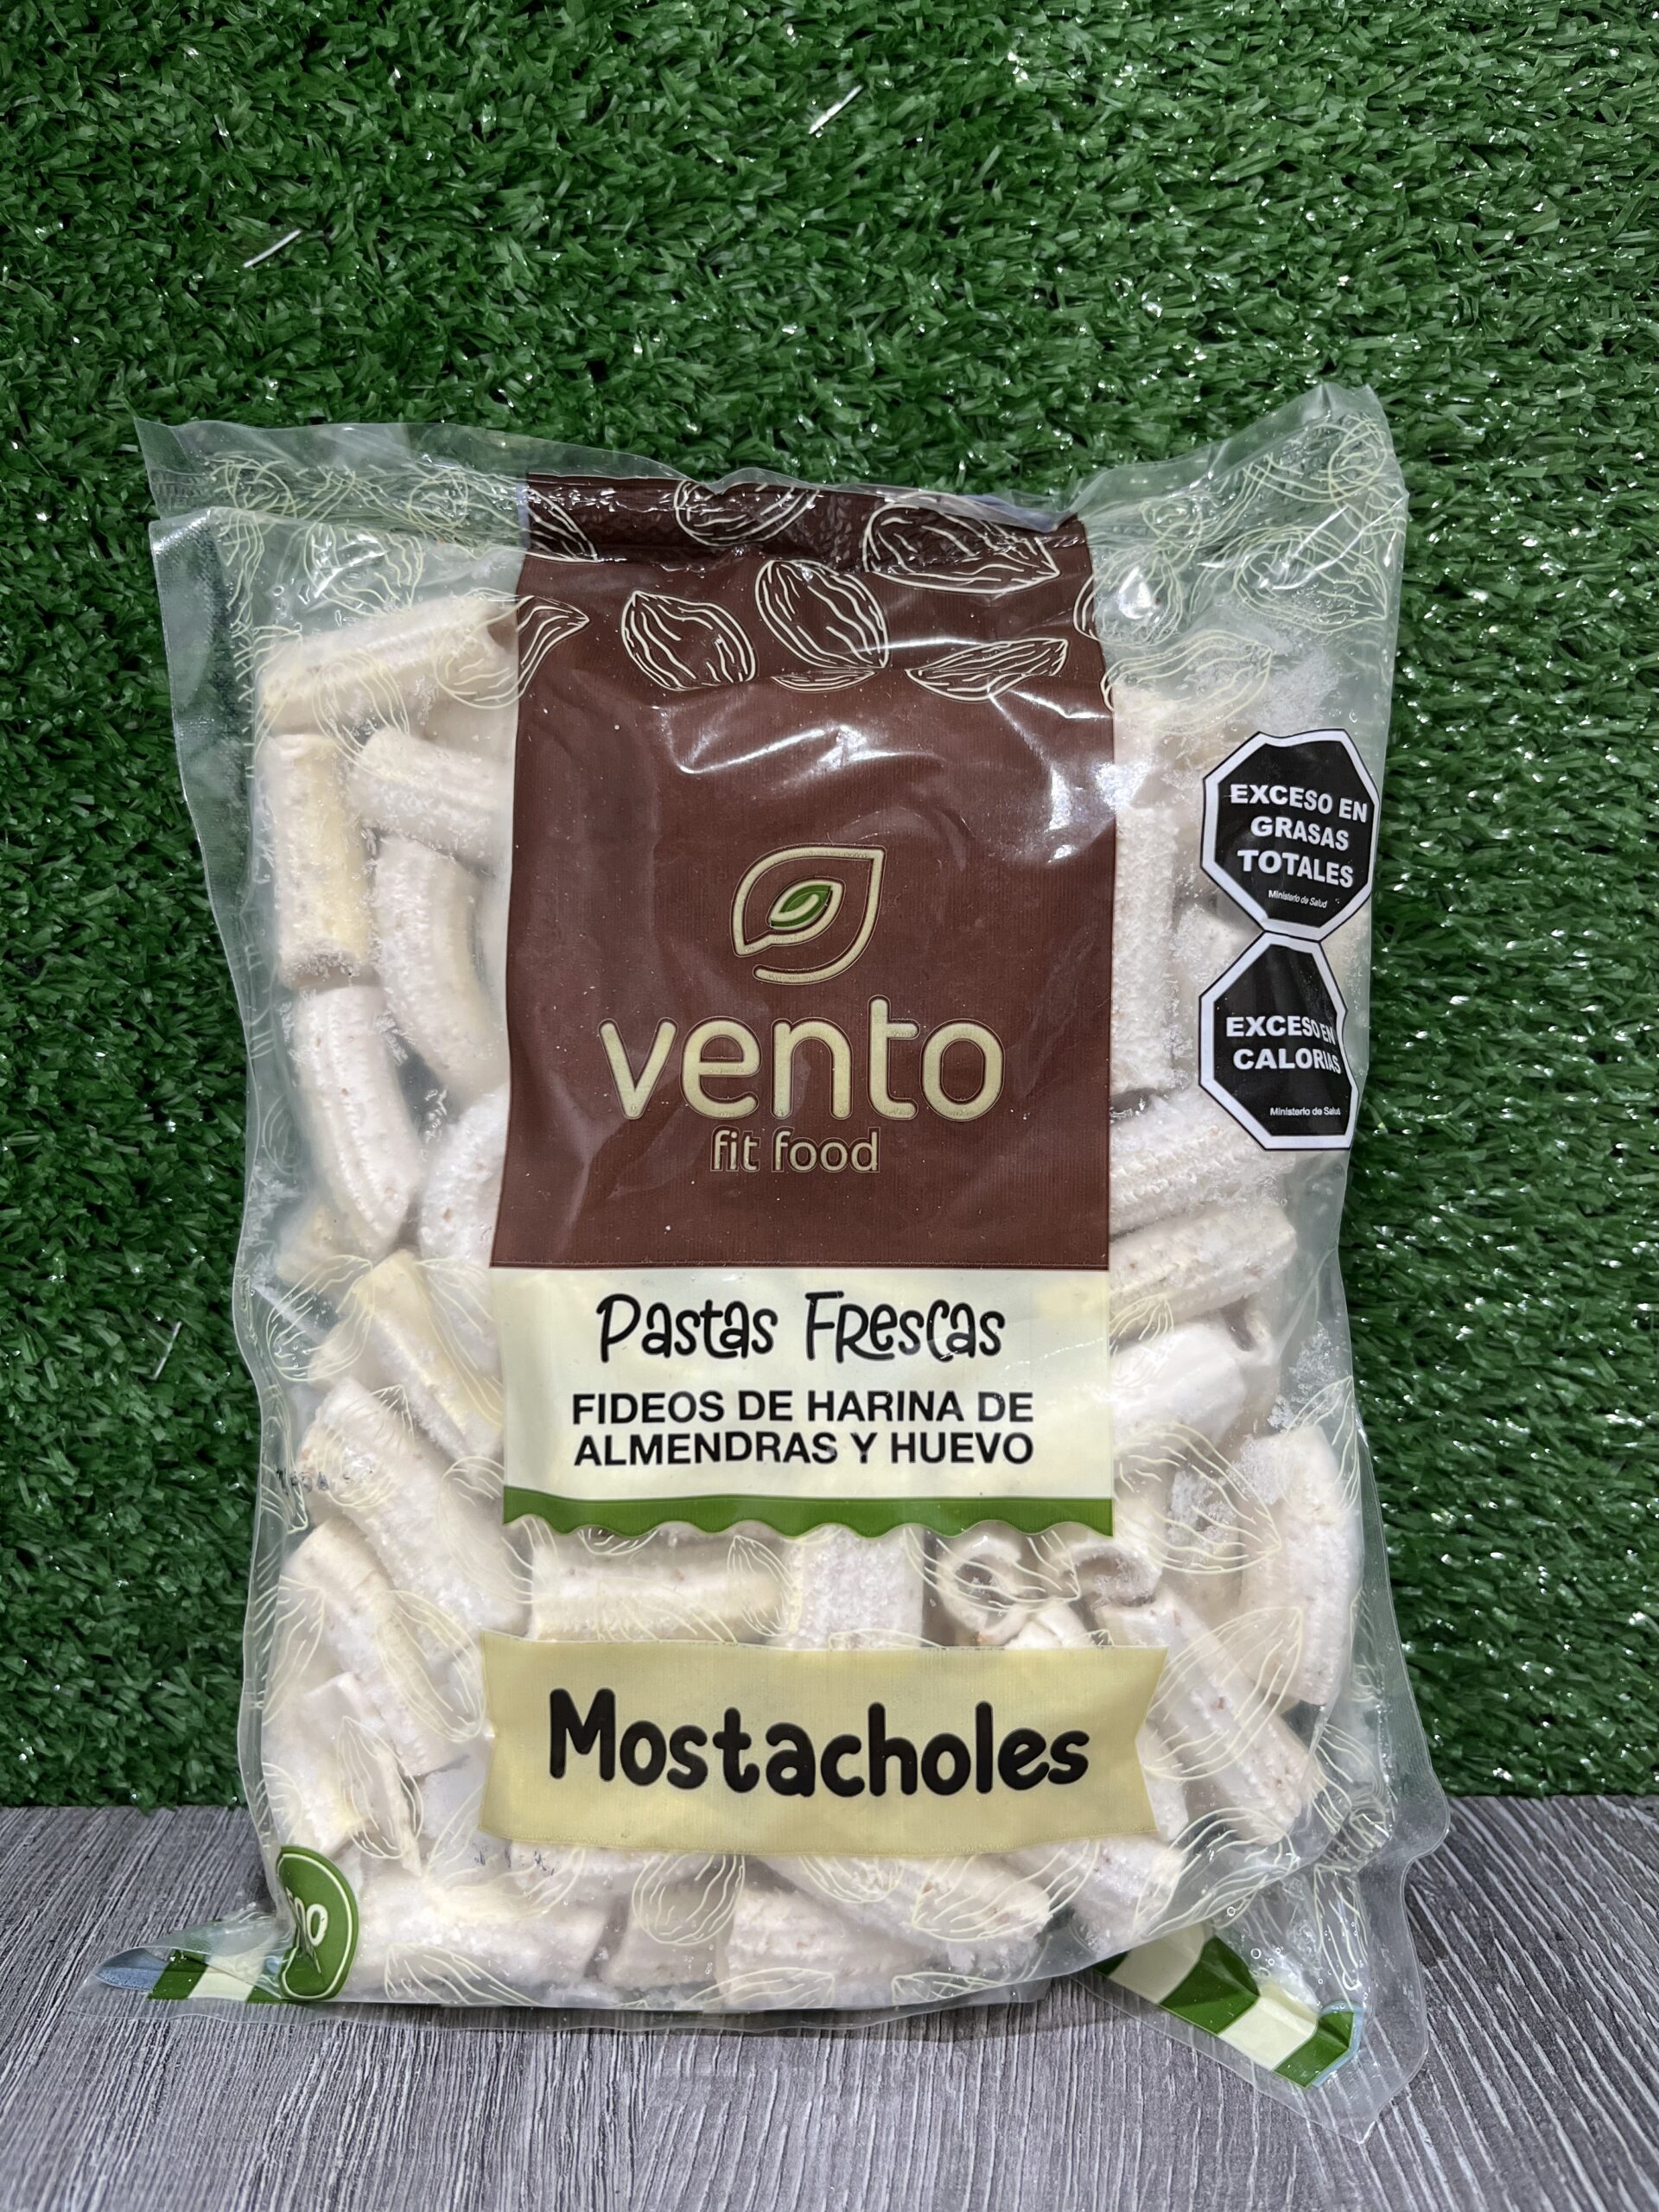 EXCESO EN
GRASAS
TOTALES
Ministerio de Salud
EXCESO EN
CALORIAS
Ministerio de Salud
vento
fit food
Pastas Frescas
FIDEOS DE HARINA DE
ALMENDRAS Y HUEVO
Mostacholes